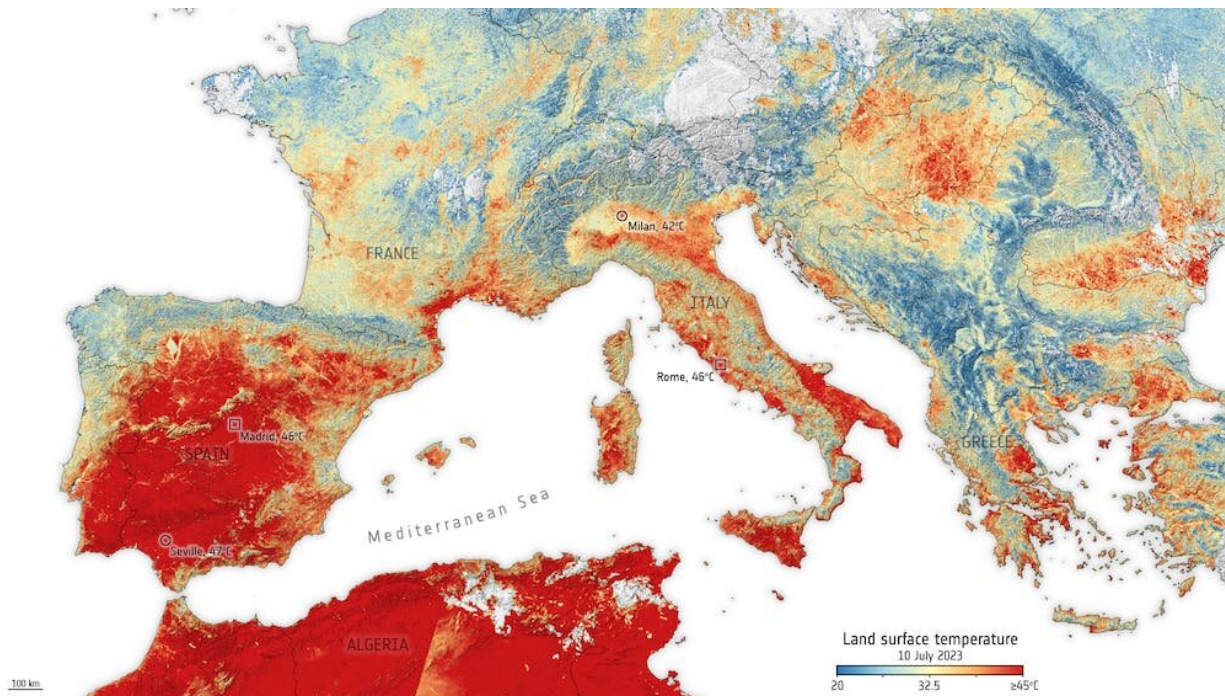 Milan, 42°C
FRANCE
ITALY
Rome, 46°C
Madrid, 46°C
SPAIN
GREECE
Mediterranean Sea
Seville, 47°C
ALGERIA
Land surface temperature
10 July 2023
20 32.5 ≥45°C
100 km